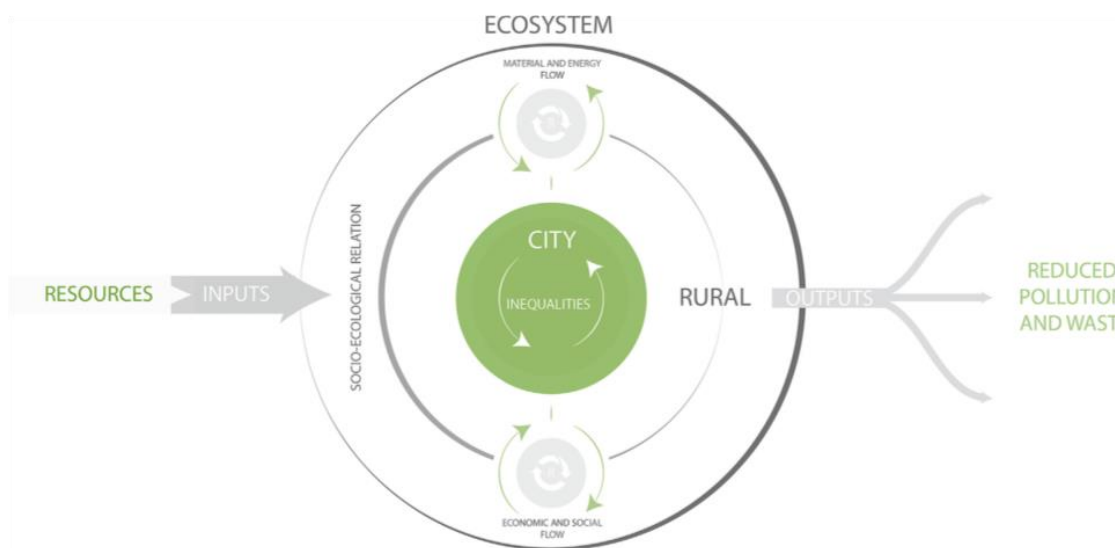 ECOSYSTEM
MATERIAL AND ENERGY
FLOW
SOCIO-ECOLOGICAL RELATION
CITY
INEQUALITIES
RESOURCES
INPUTS
RURAL
OUTPUTS
REDUCED
POLLUTION
AND WAST
ECONOMIC AND SOCIAL
FLOW